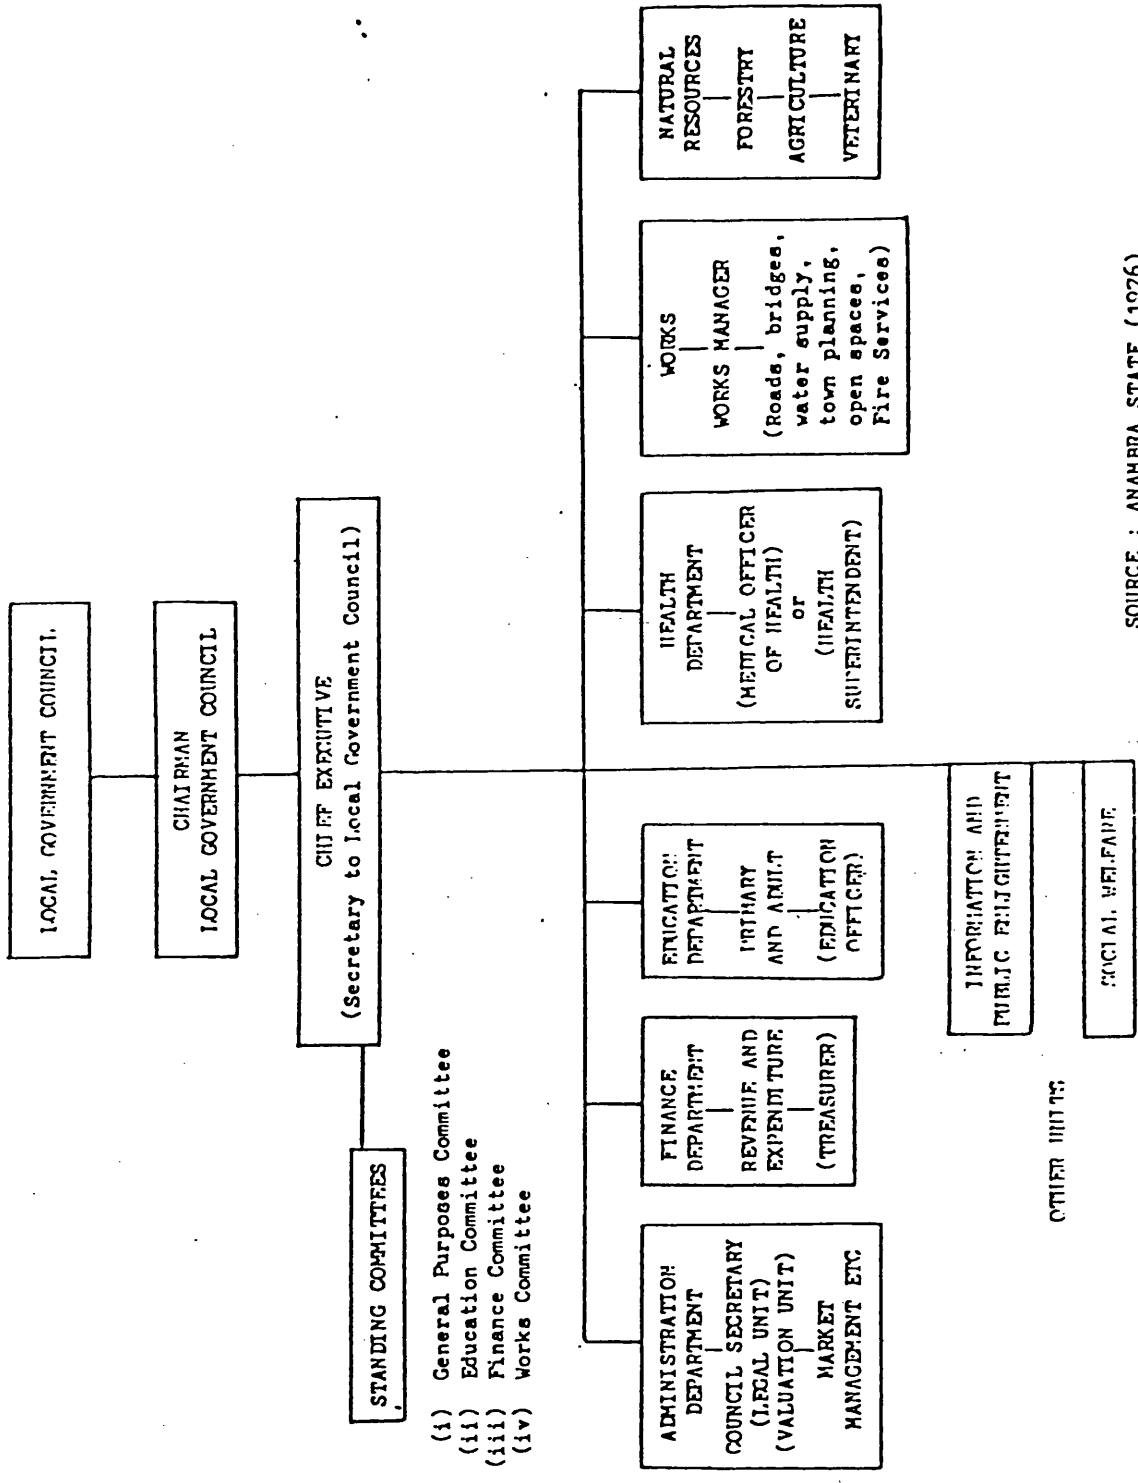 LOCAL GOVERNMENT COUNCIL
CHAIRMAN
LOCAL GOVERNMENT COUNCIL
CHIEF EXECUTIVE
(Secretary to Local Government Council)
STANDING COMMITTEES
(i) General Purposes Committee
(ii) Education Committee
(iii) Finance Committee
(iv) Works Committee
ADMINISTRATION
DEPARTMENT
COUNCIL SECRETARY
(LEGAL UNIT)
(VALUATION UNIT)
MARKET
MANAGEMENT ETC
FINANCE
DEPARTMENT
REVENUE AND
EXPENDITURE
(TREASURER)
EDUCATION
DEPARTMENT
PRIMARY
AND ADULT
(EDUCATION
OFFICER)
HEALTH
DEPARTMENT
(MEDICAL OFFICER
OF HEALTH)
or
(HEALTH
SUPERINTENDENT)
WORKS
WORKS MANAGER
(Roads, bridges,
water supply,
town planning,
open spaces,
Fire Services)
NATURAL
RESOURCES
FORESTRY
AGRICULTURE
VETERINARY
INFORMATION AND
PUBLIC ENLIGHTENMENT
OTHER UNITS
SOCIAL WELFARE
SOURCE : ANAMBRA STATE (1976)